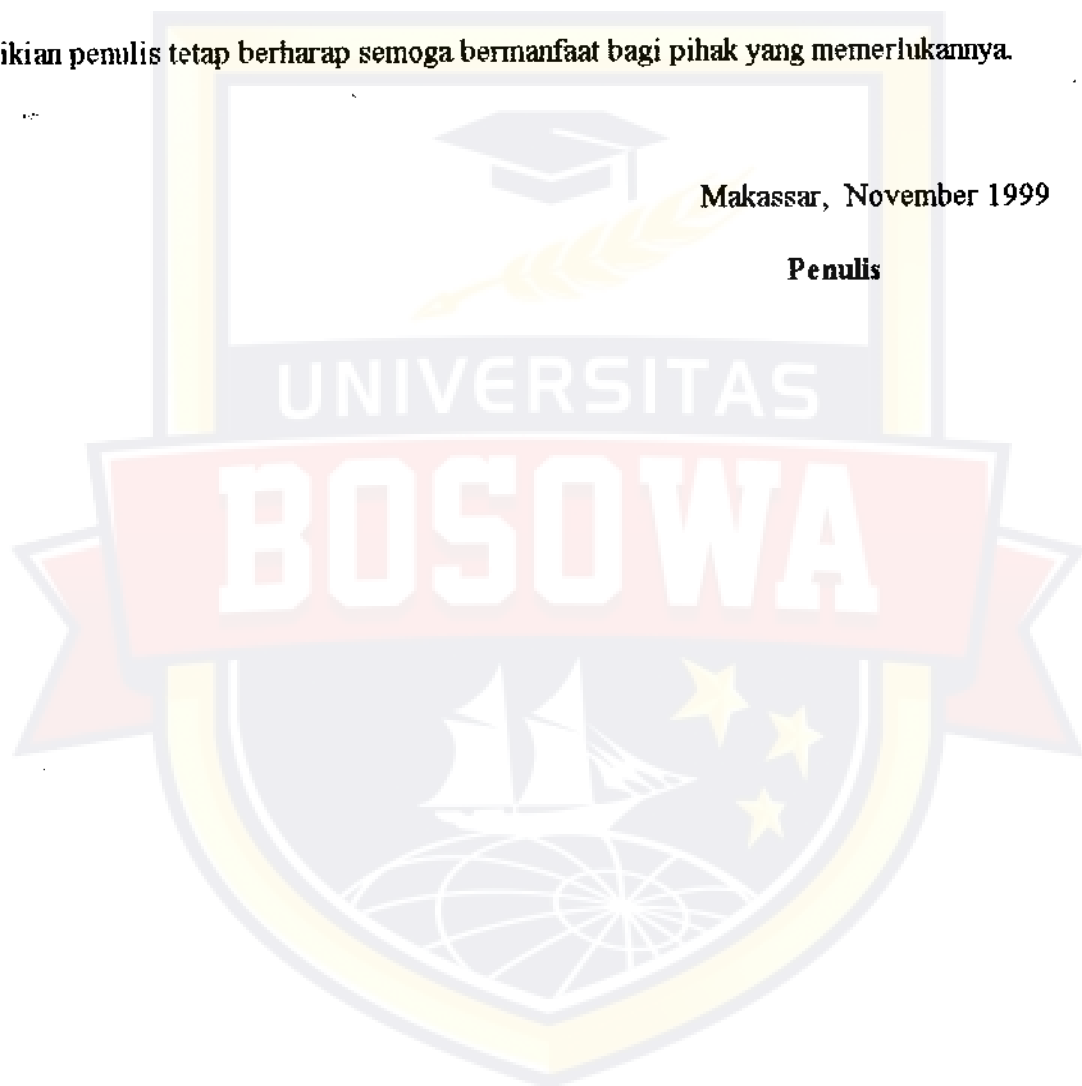 ikian penulis tetap berharap semoga bermanfaat bagi pihak yang memerlukannya.
Makassar, November 1999
Penulis
UNIVERSITAS
BOSOWA